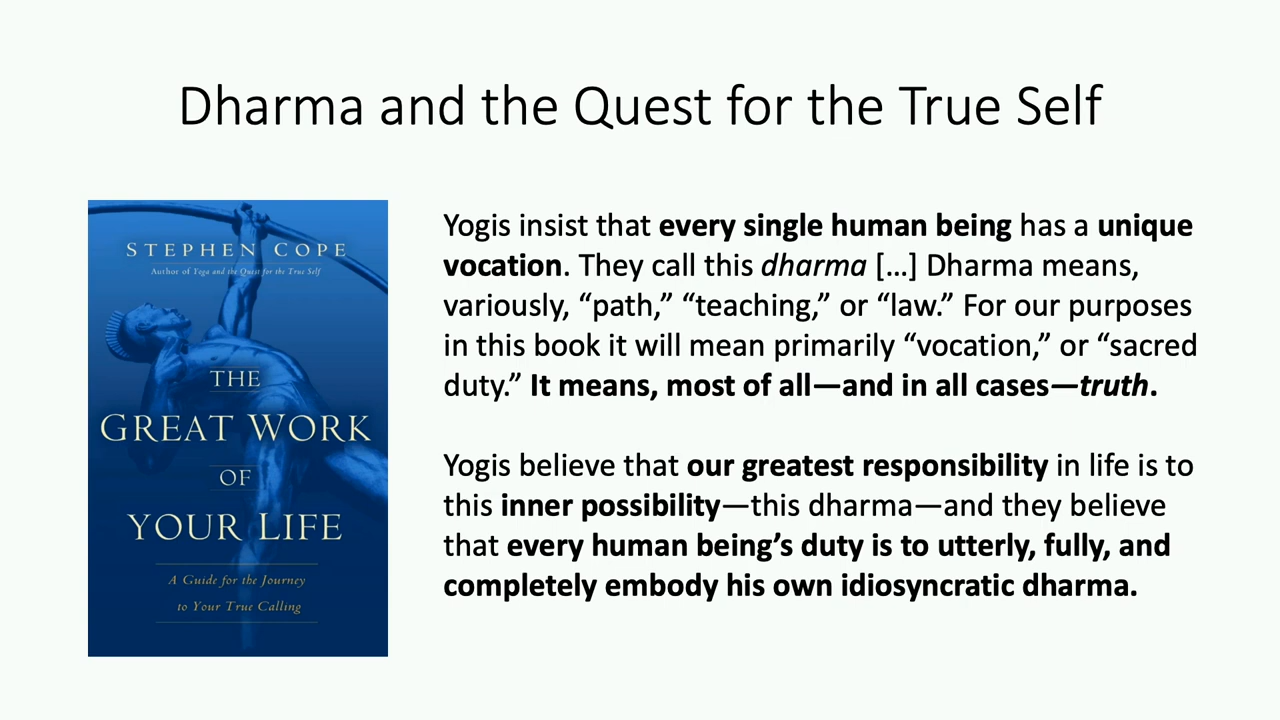 Dharma and the Quest for the True Self
STEPHEN COPE
Author of Yoga and the Quest for the True Self
THE
GREAT WORK
OF
YOUR LIFE
A Guide for the Journey
to Your True Calling
Yogis insist that every single human being has a unique
vocation. They call this dharma […] Dharma means,
variously, “path,” “teaching,” or “law.” For our purposes
in this book it will mean primarily “vocation,” or “sacred
duty.” It means, most of all—and in all cases—truth.
Yogis believe that our greatest responsibility in life is to
this inner possibility—this dharma—and they believe
that every human being’s duty is to utterly, fully, and
completely embody his own idiosyncratic dharma.